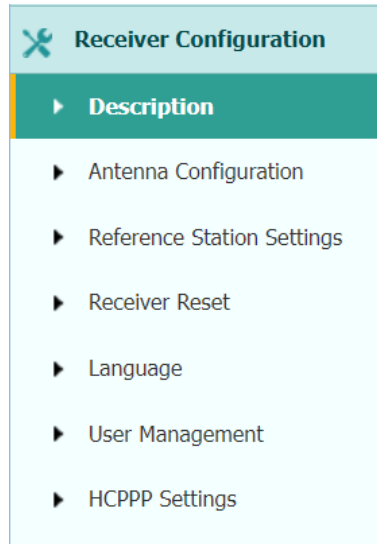 Receiver Configuration
Description
Antenna Configuration
Reference Station Settings
Receiver Reset
Language
User Management
HCPPP Settings